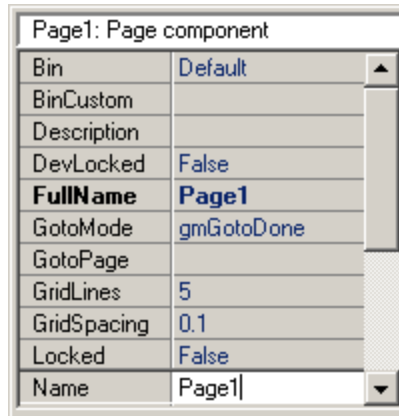 Page1: Page component
Bin Default
BinCustom
Description
DevLocked False
FullName Page1
GotoMode gmGotoDone
GotoPage
GridLines 5
GridSpacing 0.1
Locked False
Name Page1